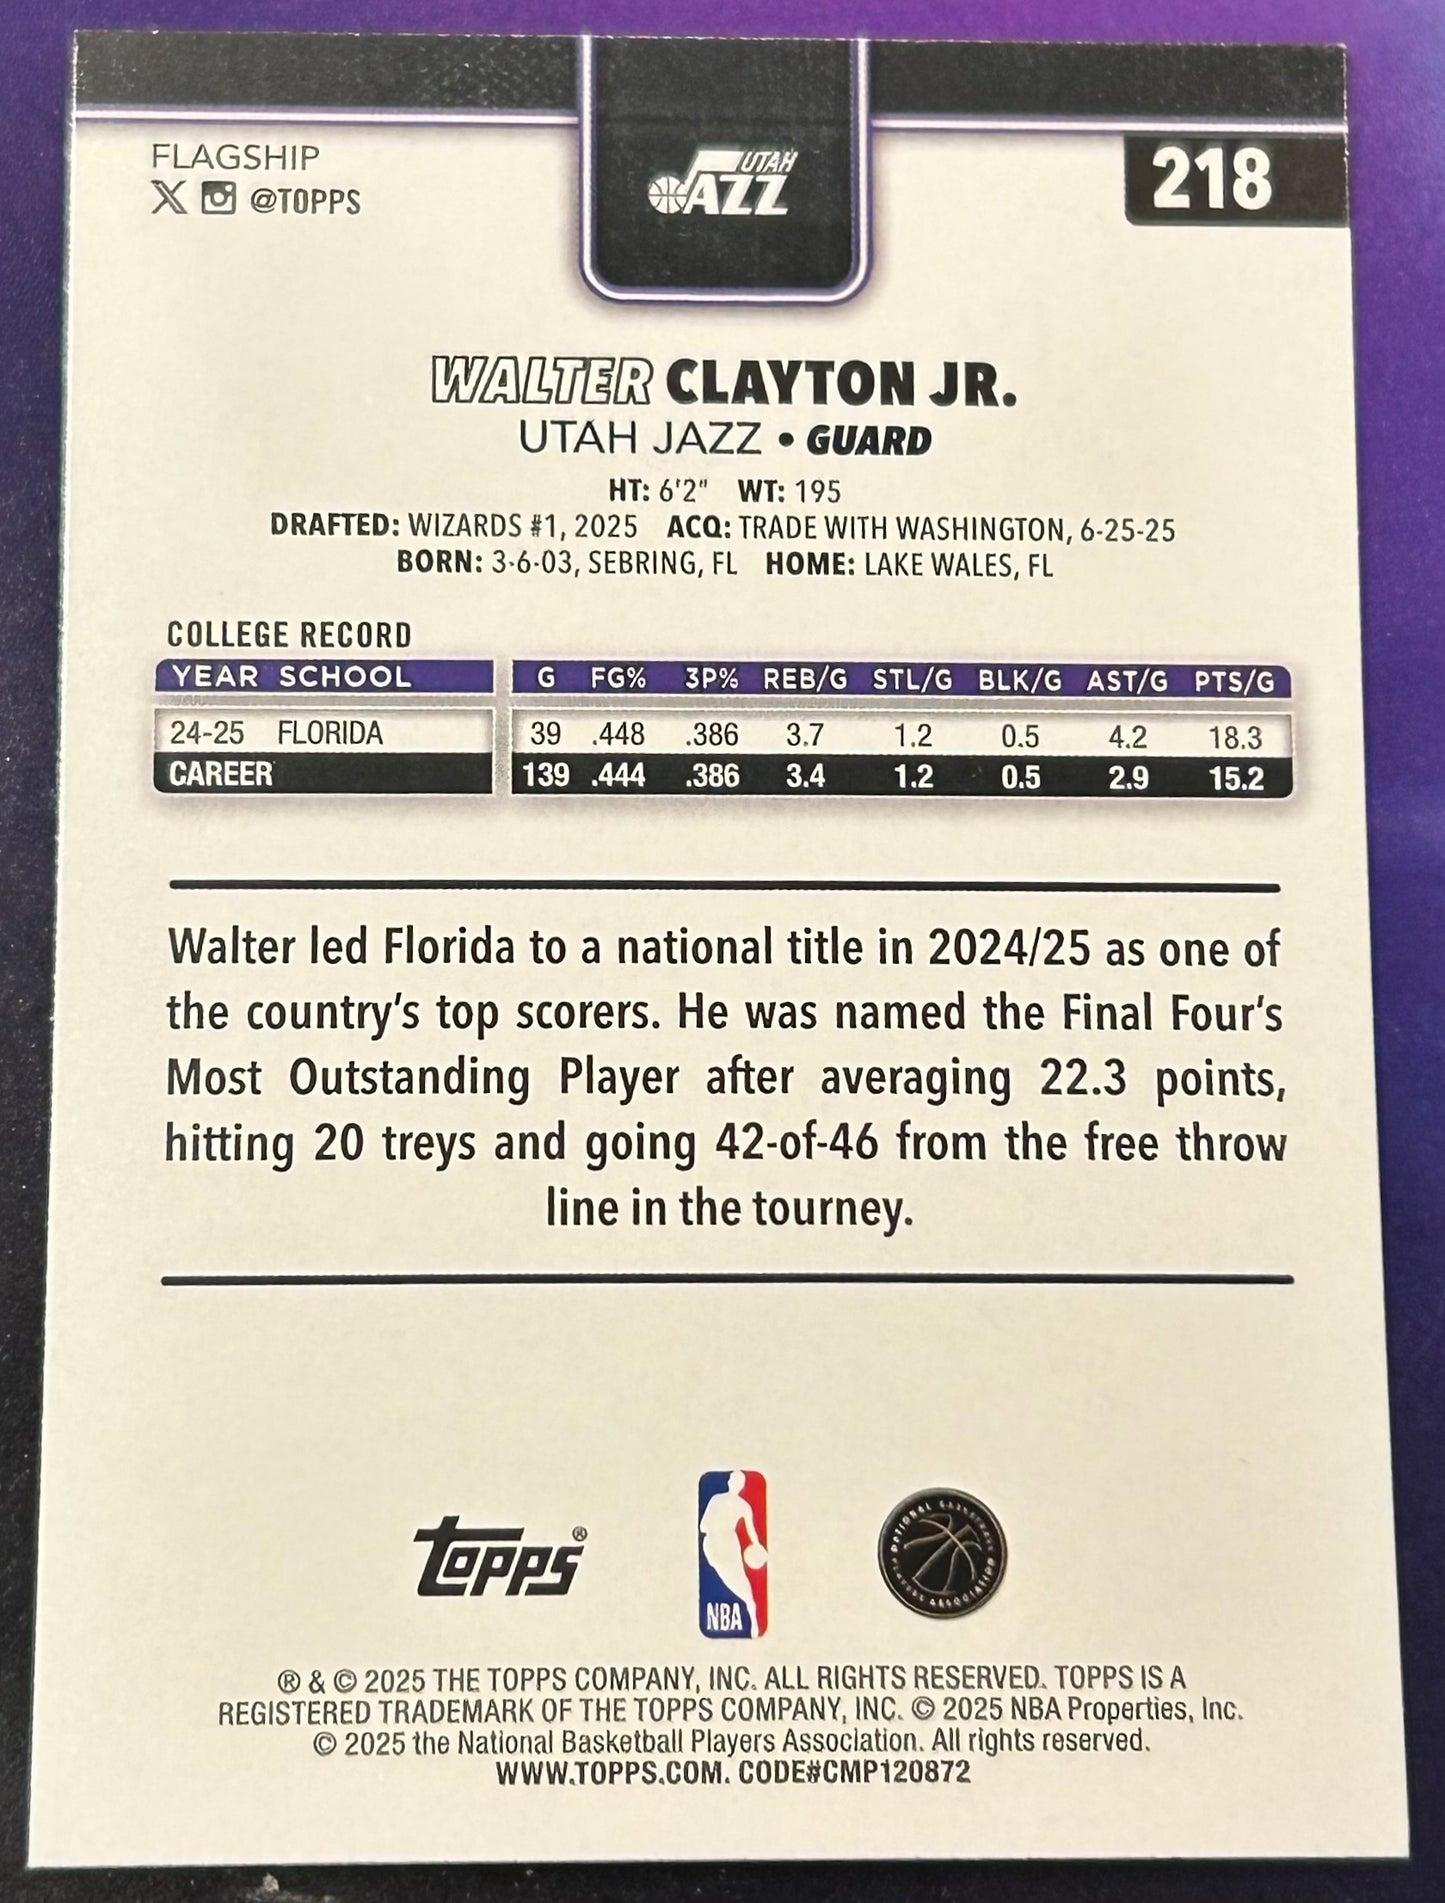 FLAGSHIP
@TOPPS
UTAH
JAZZ
218
WALTER CLAYTON JR.
UTAH JAZZ • GUARD
HT: 6'2" WT: 195
DRAFTED: WIZARDS #1, 2025 ACQ: TRADE WITH WASHINGTON, 6-25-25
BORN: 3-6-03, SEBRING, FL HOME: LAKE WALES, FL
COLLEGE RECORD
YEAR SCHOOL G FG% 3P% REB/G STL/G BLK/G AST/G PTS/G
24-25 FLORIDA 39 .448 .386 3.7 1.2 0.5 4.2 18.3
CAREER 139 .444 .386 3.4 1.2 0.5 2.9 15.2
Walter led Florida to a national title in 2024/25 as one of
the country's top scorers. He was named the Final Four's
Most Outstanding Player after averaging 22.3 points,
hitting 20 treys and going 42-of-46 from the free throw
line in the tourney.
topps®
NBA
NATIONAL BASKETBALL PLAYERS ASSOCIATION
® & © 2025 THE TOPPS COMPANY, INC. ALL RIGHTS RESERVED. TOPPS IS A
REGISTERED TRADEMARK OF THE TOPPS COMPANY, INC. © 2025 NBA Properties, Inc.
© 2025 the National Basketball Players Association. All rights reserved.
WWW.TOPPS.COM. CODE#CMP120872